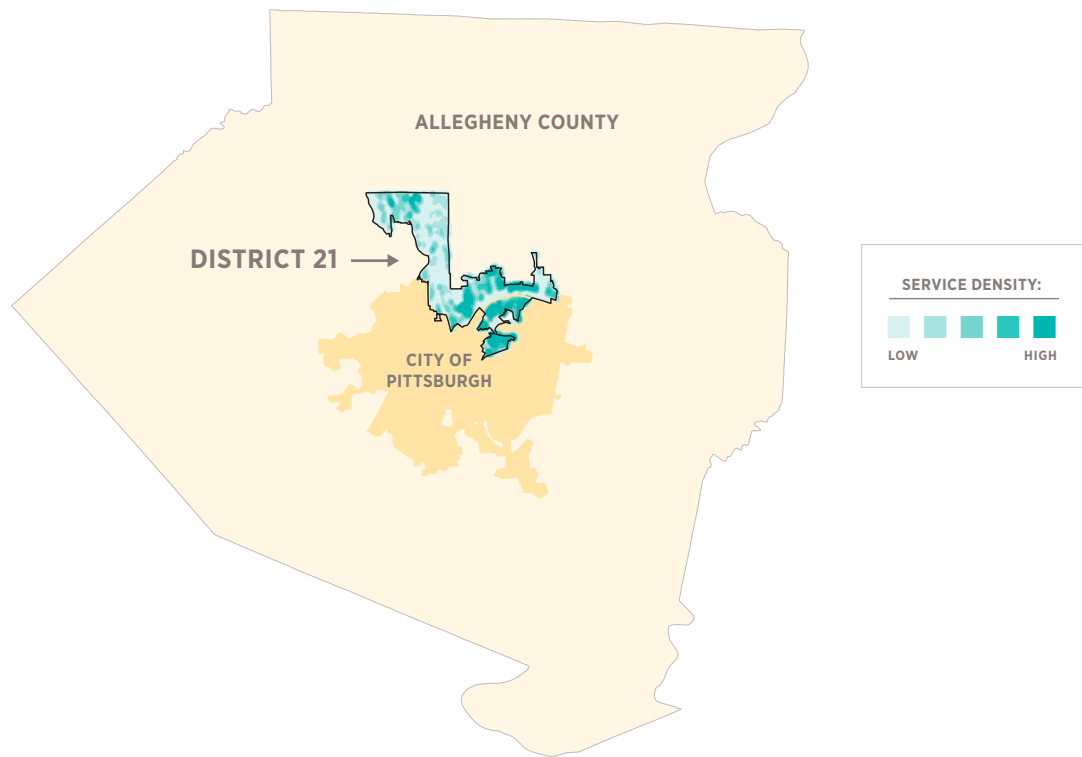 ALLEGHENY COUNTY
DISTRICT 21
CITY OF
PITTSBURGH
SERVICE DENSITY:
LOW HIGH